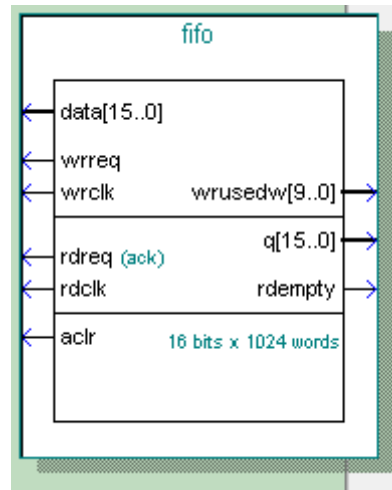 fifo
data[15..0]
wrreq
wrclk wrusedw[9..0]
q[15..0]
rdreq (ack)
rdclk rdempty
aclr 16 bits x 1024 words